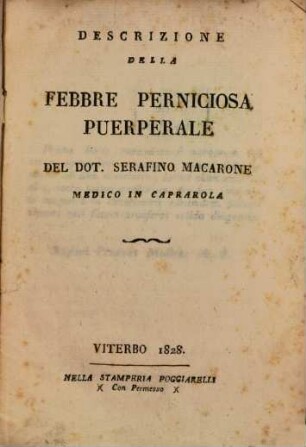 DESCRIZIONE
DELLA
FEBBRE PERNICIOSA
PUERPERALE
DEL DOT. SERAFINO MACARONE
MEDICO IN CAPRAROLA
VITERBO 1828.
NELLA STAMPERIA POGGIARELLI
Con Permesso